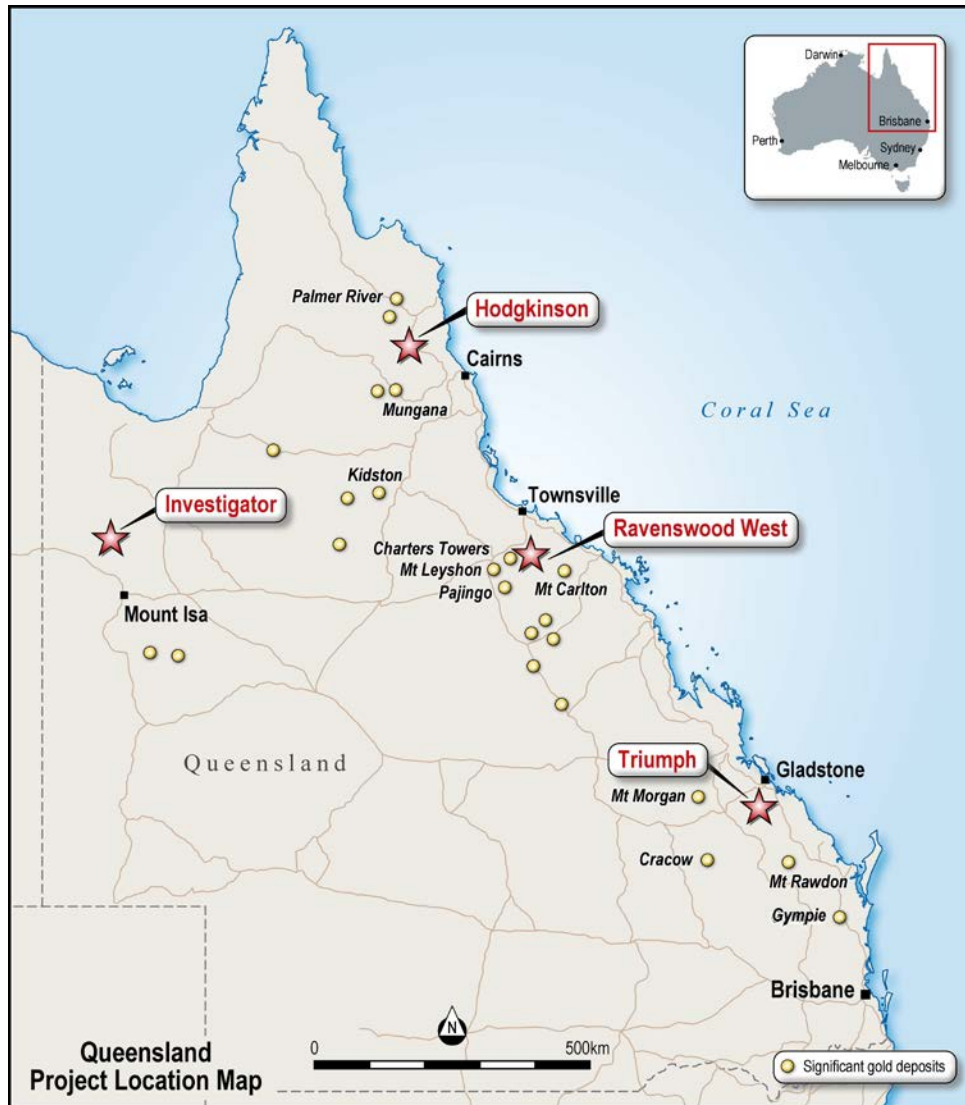 Darwin
Brisbane
Perth
Sydney
Melbourne
Palmer River
Hodgkinson
Cairns
Mungana
Coral Sea
Kidston
Investigator
Townsville
Ravenswood West
Charters Towers
Mt Leyshon
Pajingo
Mt Carlton
Mount Isa
Queensland
Triumph
Gladstone
Mt Morgan
Cracow
Mt Rawdon
Gympie
Brisbane
N
0 500km
Queensland
Project Location Map
Significant gold deposits